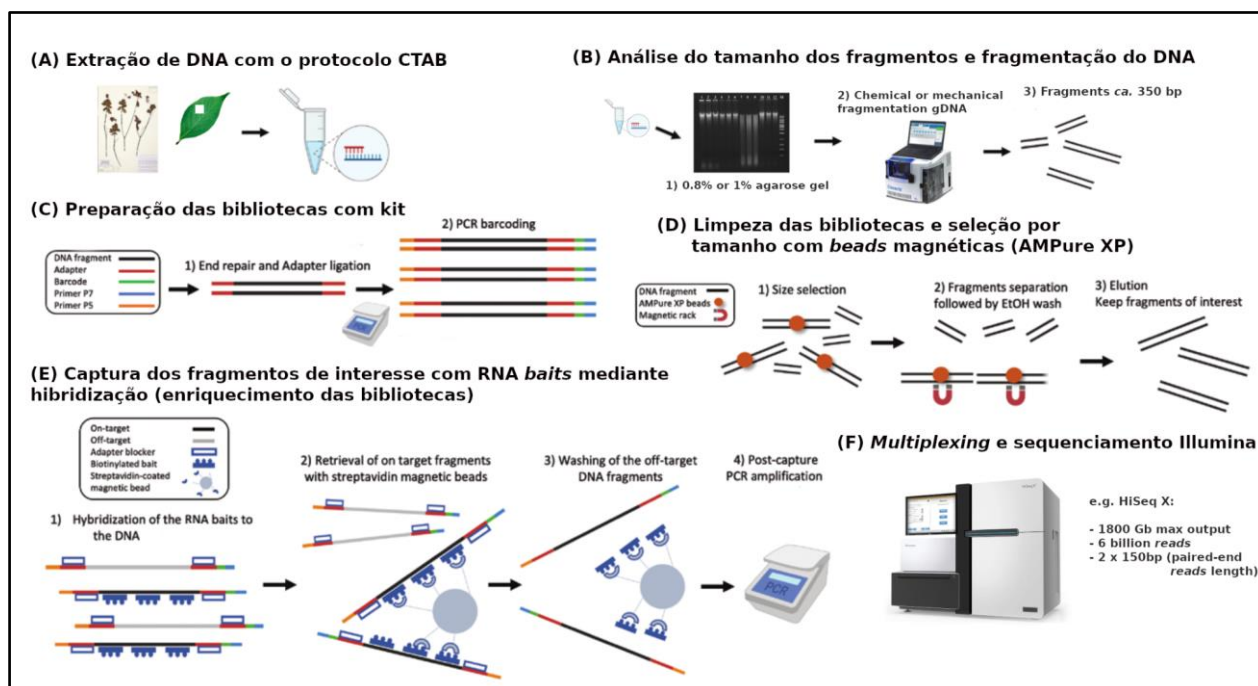 (A) Extração de DNA com o protocolo CTAB
(B) Análise do tamanho dos fragmentos e fragmentação do DNA
1) 0.8% or 1% agarose gel
2) Chemical or mechanical
fragmentation gDNA
3) Fragments ca. 350 bp
(C) Preparação das bibliotecas com kit
DNA fragment
Adapter
Barcode
Primer P7
Primer P5
1) End repair and Adapter ligation
2) PCR barcoding
(D) Limpeza das bibliotecas e seleção por
tamanho com beads magnéticas (AMPure XP)
DNA fragment
AMPure XP beads
Magnetic rack
1) Size selection
2) Fragments separation
followed by EtOH wash
3) Elution
Keep fragments of interest
(E) Captura dos fragmentos de interesse com RNA baits mediante
hibridização (enriquecimento das bibliotecas)
On-target
Off-target
Adapter blocker
Biotinylated bait
Streptavidin-coated
magnetic bead
1) Hybridization of the RNA baits to
the DNA
2) Retrieval of on target fragments
with streptavidin magnetic beads
3) Washing of the off-target
DNA fragments
4) Post-capture
PCR amplification
PCR
(F) Multiplexing e sequenciamento Illumina
e.g. HiSeq X:
- 1800 Gb max output
- 6 billion reads
- 2 x 150bp (paired-end
reads length)